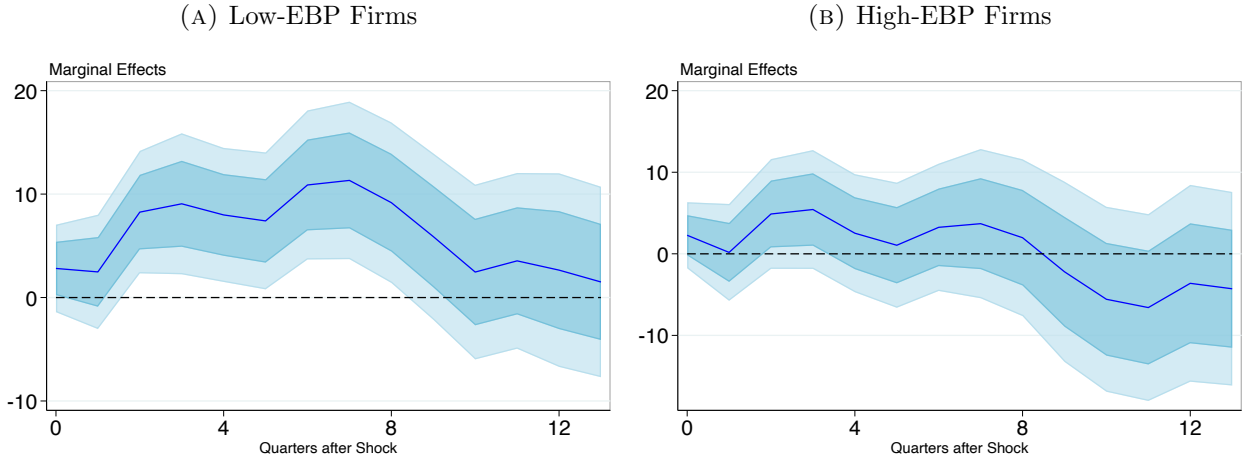 (A) Low-EBP Firms
Marginal Effects
20
10
0
-10
0 4 8 12
Quarters after Shock
(B) High-EBP Firms
Marginal Effects
20
10
0
-10
0 4 8 12
Quarters after Shock